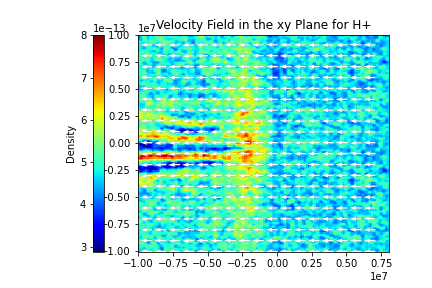 1e−13
1e7
Velocity Field in the xy Plane for H+
8
7
6
5
4
3
Density
1.00
0.75
0.50
0.25
0.00
−0.25
−0.50
−0.75
−1.00
−1.00 −0.75 −0.50 −0.25 0.00 0.25 0.50 0.75
1e7